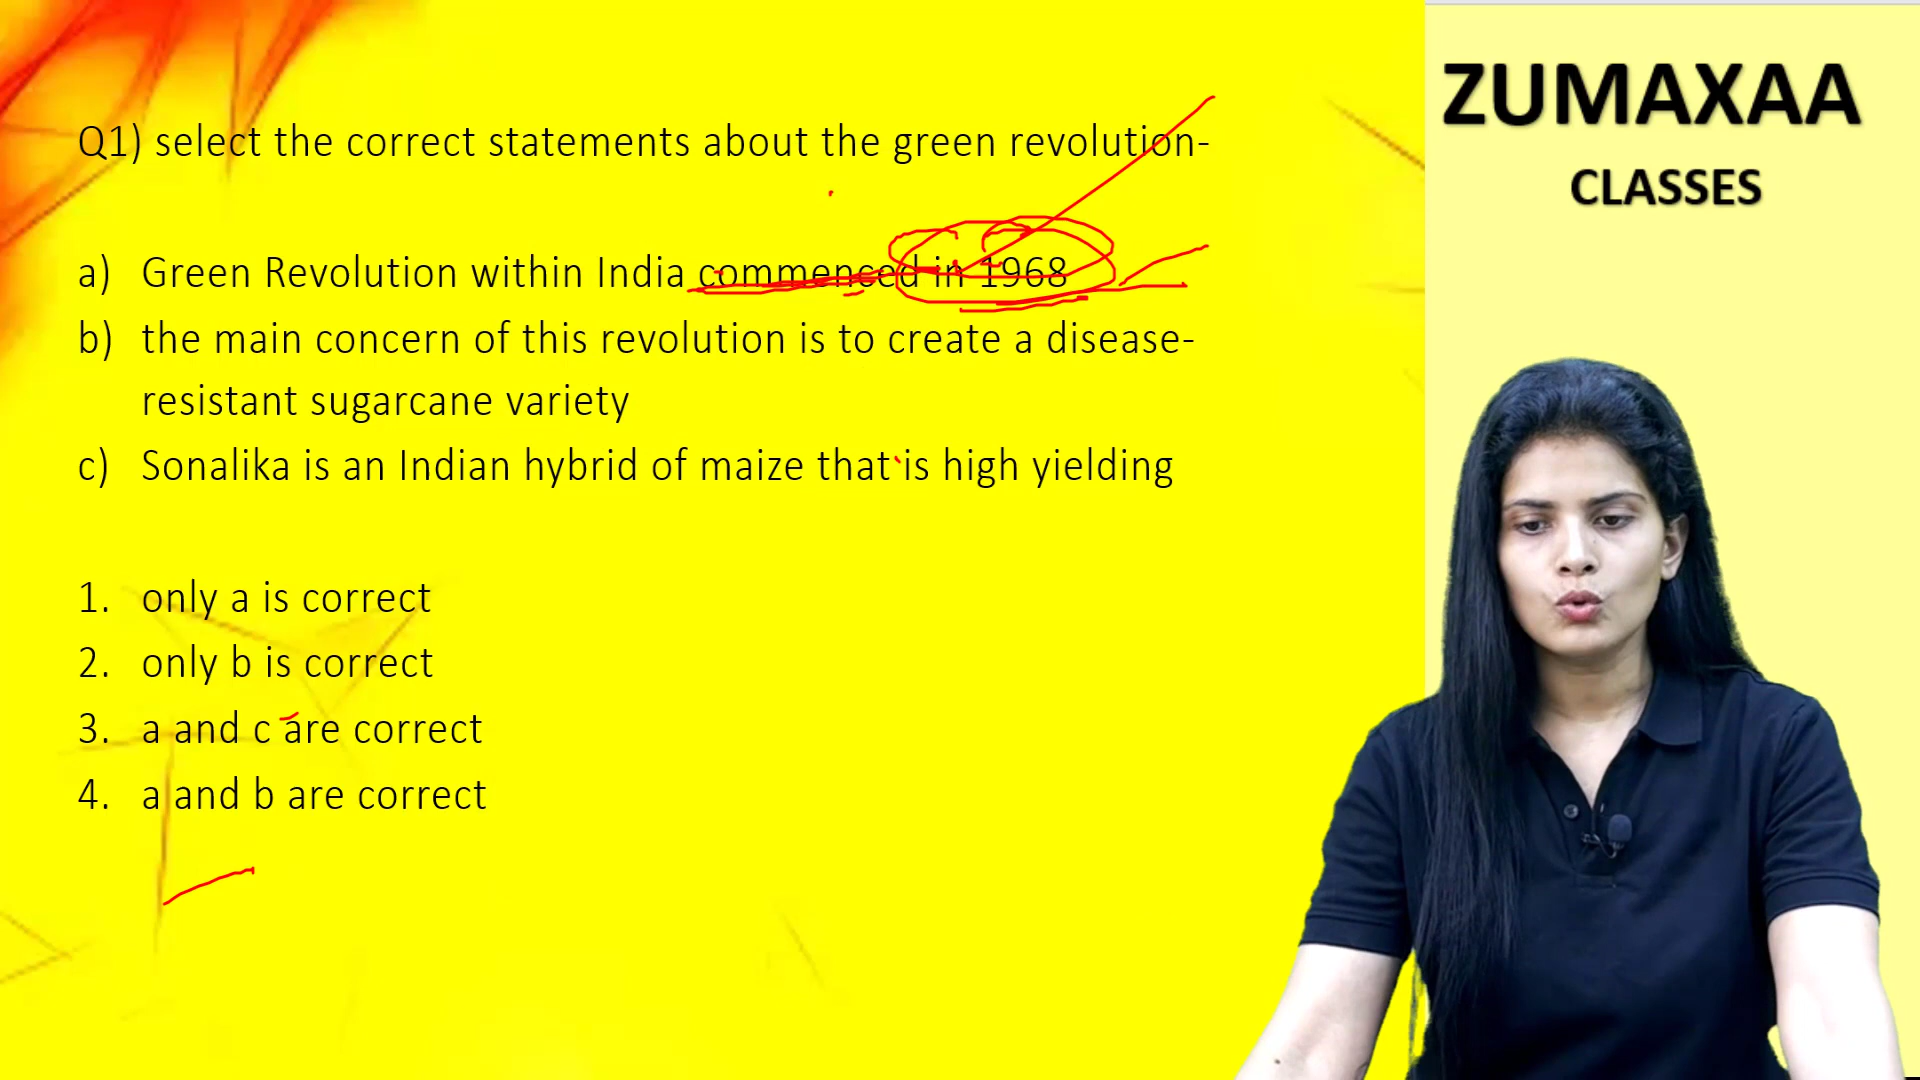 Q1) select the correct statements about the green revolution-
a) Green Revolution within India commenced in 1968
b) the main concern of this revolution is to create a disease-
resistant sugarcane variety
c) Sonalika is an Indian hybrid of maize that is high yielding
1. only a is correct
2. only b is correct
3. a and c are correct
4. a and b are correct
ZUMAXAA
CLASSES